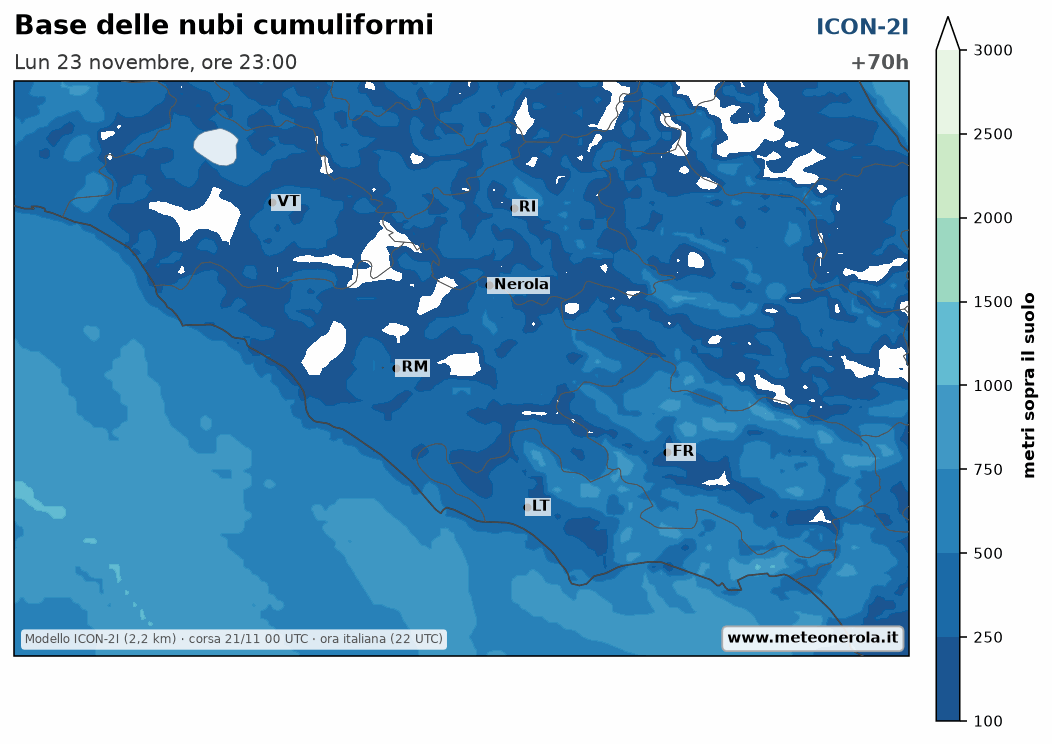 Base delle nubi cumuliformi
ICON-2I
Lun 23 novembre, ore 23:00
+70h
3000
2500
2000
1500
1000
750
500
250
100
metri sopra il suolo
VT
RI
Nerola
RM
FR
LT
Modello ICON-2I (2,2 km) · corsa 21/11 00 UTC · ora italiana (22 UTC)
www.meteonerola.it